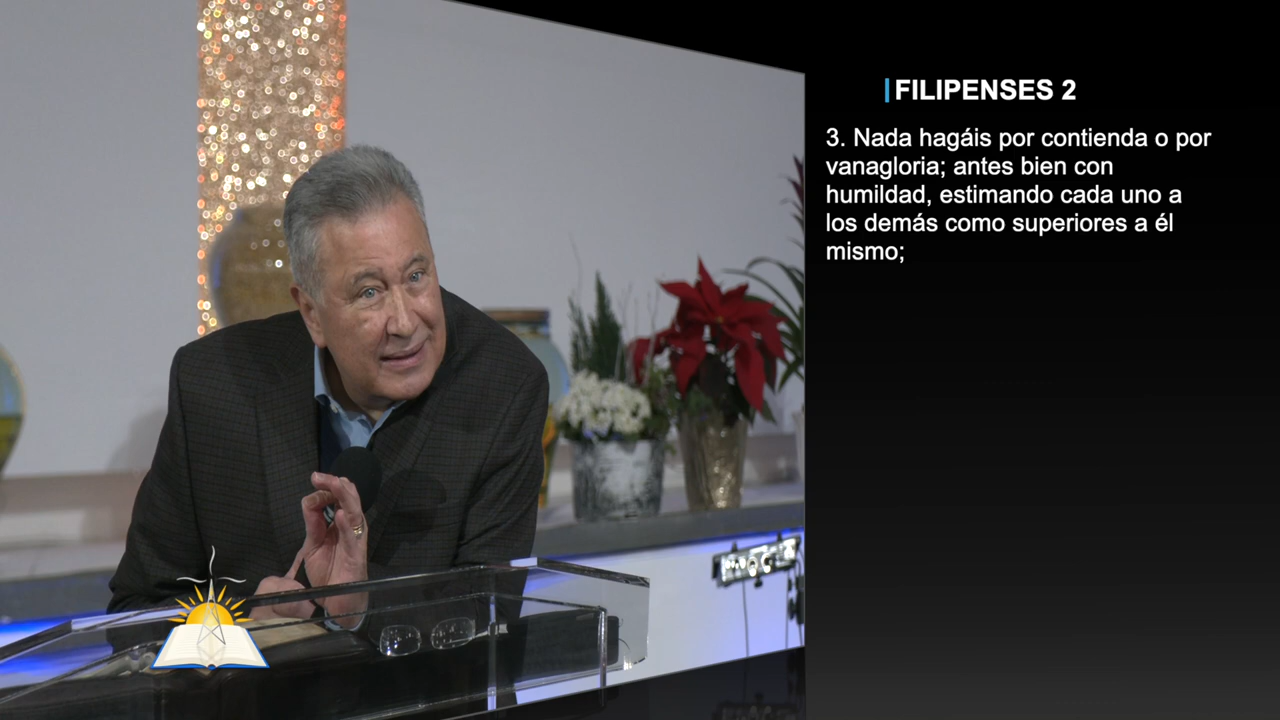 FILIPENSES 2
3. Nada hagáis por contienda o por
vanagloria; antes bien con
humildad, estimando cada uno a
los demás como superiores a él
mismo;